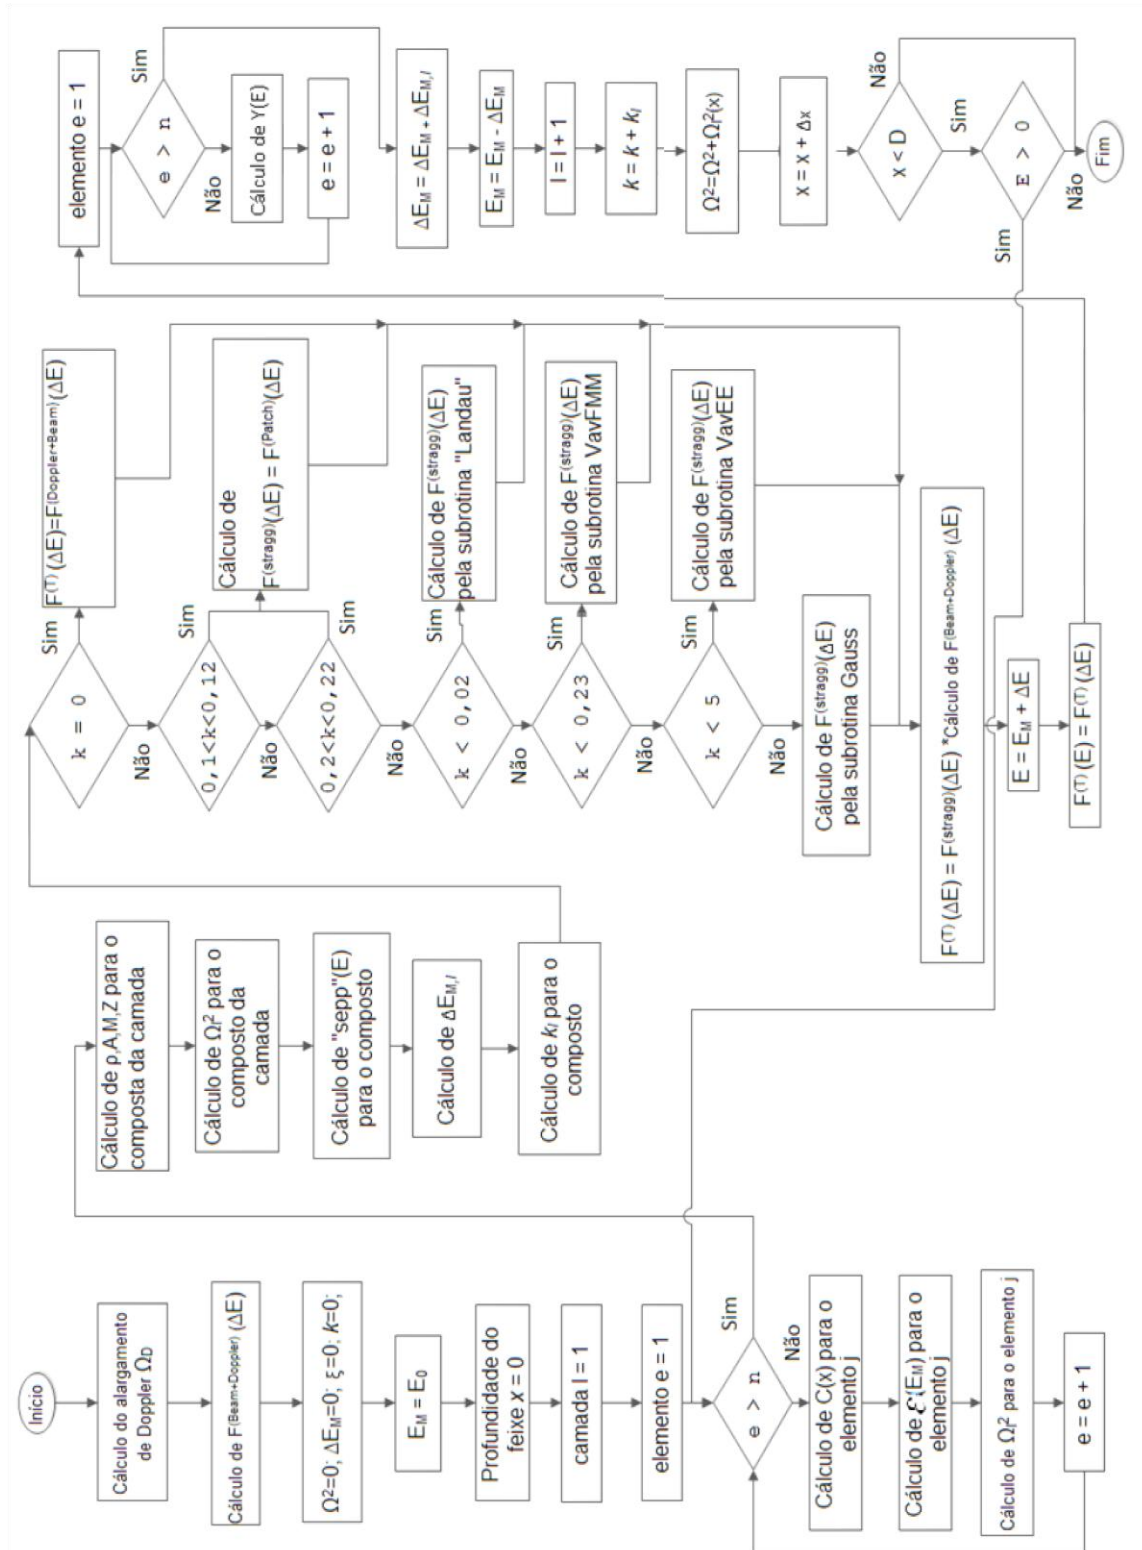 Início
Cálculo do alargamento
de Doppler Ω_D
Cálculo de F^(Beam+Doppler) (ΔE)
Ω²=0; ΔE_M=0; ξ=0; k=0;
E_M = E_0
Profundidade do
feixe x = 0
camada l = 1
elemento e = 1
e > n
Sim
Não
Cálculo de C(x) para o
elemento j
Cálculo de ℰ(E_M) para o
elemento j
Cálculo de Ω_l² para o elemento j
e = e + 1
Cálculo de ρ,A,M,Z para o
composta da camada
Cálculo de Ω_l² para o
composto da
camada
Cálculo de "sepp"(E)
para o composto
Cálculo de ΔE_M,l
Cálculo de k_l para o
composto
k = 0
Sim
F^(T)(ΔE)=F^(Doppler+Beam)(ΔE)
Não
0,1<k<0,12
Sim
Cálculo de
F^(stragg)(ΔE) = F^(Patch)(ΔE)
Não
0,2<k<0,22
Sim
Não
k < 0,02
Sim
Cálculo de F^(stragg)(ΔE)
pela subrotina "Landau"
Não
k < 0,23
Sim
Cálculo de F^(stragg)(ΔE)
pela subrotina VavFMM
Não
k < 5
Sim
Cálculo de F^(stragg)(ΔE)
pela subrotina VavEE
Não
Cálculo de F^(stragg)(ΔE)
pela subrotina Gauss
F^(T)(ΔE) = F^(stragg)(ΔE) *Cálculo de F^(Beam+Doppler) (ΔE)
E = E_M + ΔE
F^(T)(E) = F^(T)(ΔE)
elemento e = 1
e > n
Sim
Não
Cálculo de Y(E)
e = e + 1
ΔE_M = ΔE_M + ΔE_M,l
E_M = E_M - ΔE_M
l = l + 1
k = k + k_l
Ω²=Ω²+Ω_l²(x)
x = x + Δx
x < D
Não
Sim
E > 0
Sim
Não
Fim